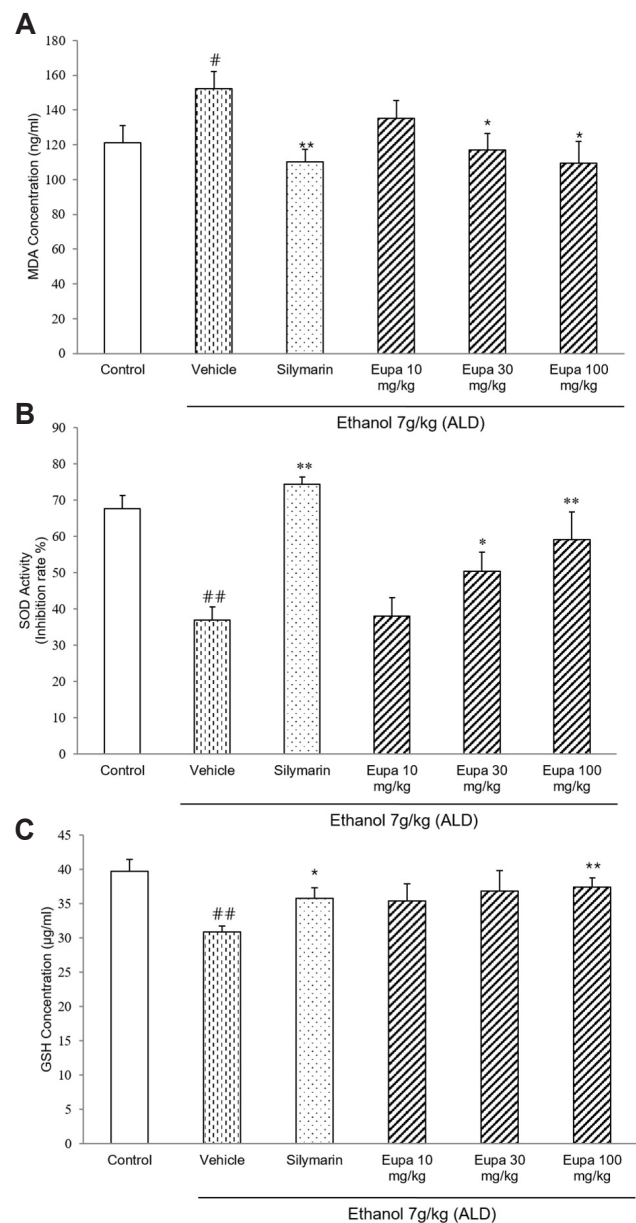 A
MDA Concentration (ng/ml)
180
160
140
120
100
80
60
40
20
0
#
**
*
*
Control Vehicle Silymarin Eupa 10 Eupa 30 Eupa 100
mg/kg mg/kg mg/kg
Ethanol 7g/kg (ALD)
B
SOD Activity
(Inhibition rate %)
90
80
70
60
50
40
30
20
10
0
##
**
*
**
Control Vehicle Silymarin Eupa 10 Eupa 30 Eupa 100
mg/kg mg/kg mg/kg
Ethanol 7g/kg (ALD)
C
GSH Concentration (µg/ml)
45
40
35
30
25
20
15
10
5
0
##
*
**
Control Vehicle Silymarin Eupa 10 Eupa 30 Eupa 100
mg/kg mg/kg mg/kg
Ethanol 7g/kg (ALD)